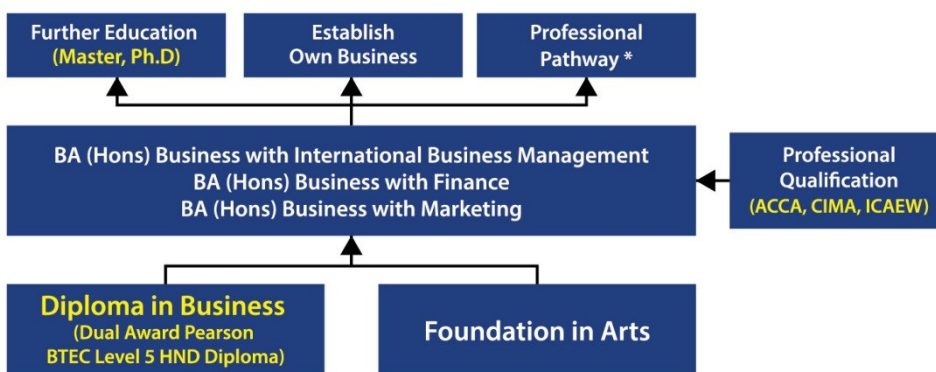 Further Education
(Master, Ph.D)
Establish
Own Business
Professional
Pathway *
BA (Hons) Business with International Business Management
BA (Hons) Business with Finance
BA (Hons) Business with Marketing
Professional
Qualification
(ACCA, CIMA, ICAEW)
Diploma in Business
(Dual Award Pearson
BTEC Level 5 HND Diploma)
Foundation in Arts